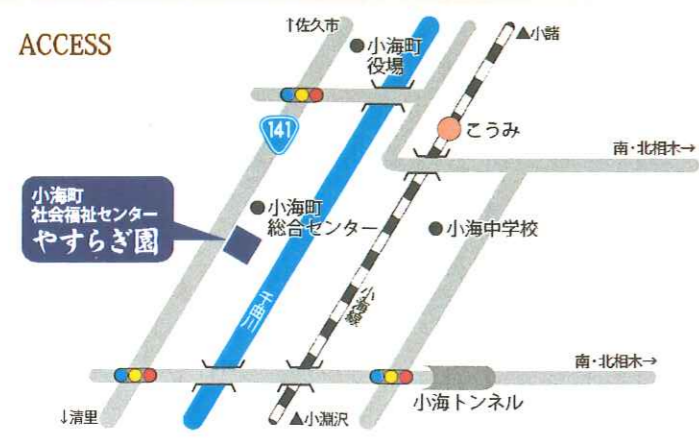 ACCESS
↑佐久市
●小海町
役場
▲小諸
141
こうみ
南・北相木→
小海町
社会福祉センター
やすらぎ園
●小海町
総合センター
●小海中学校
千曲川
小海線
南・北相木→
小海トンネル
↓清里
▲小淵沢